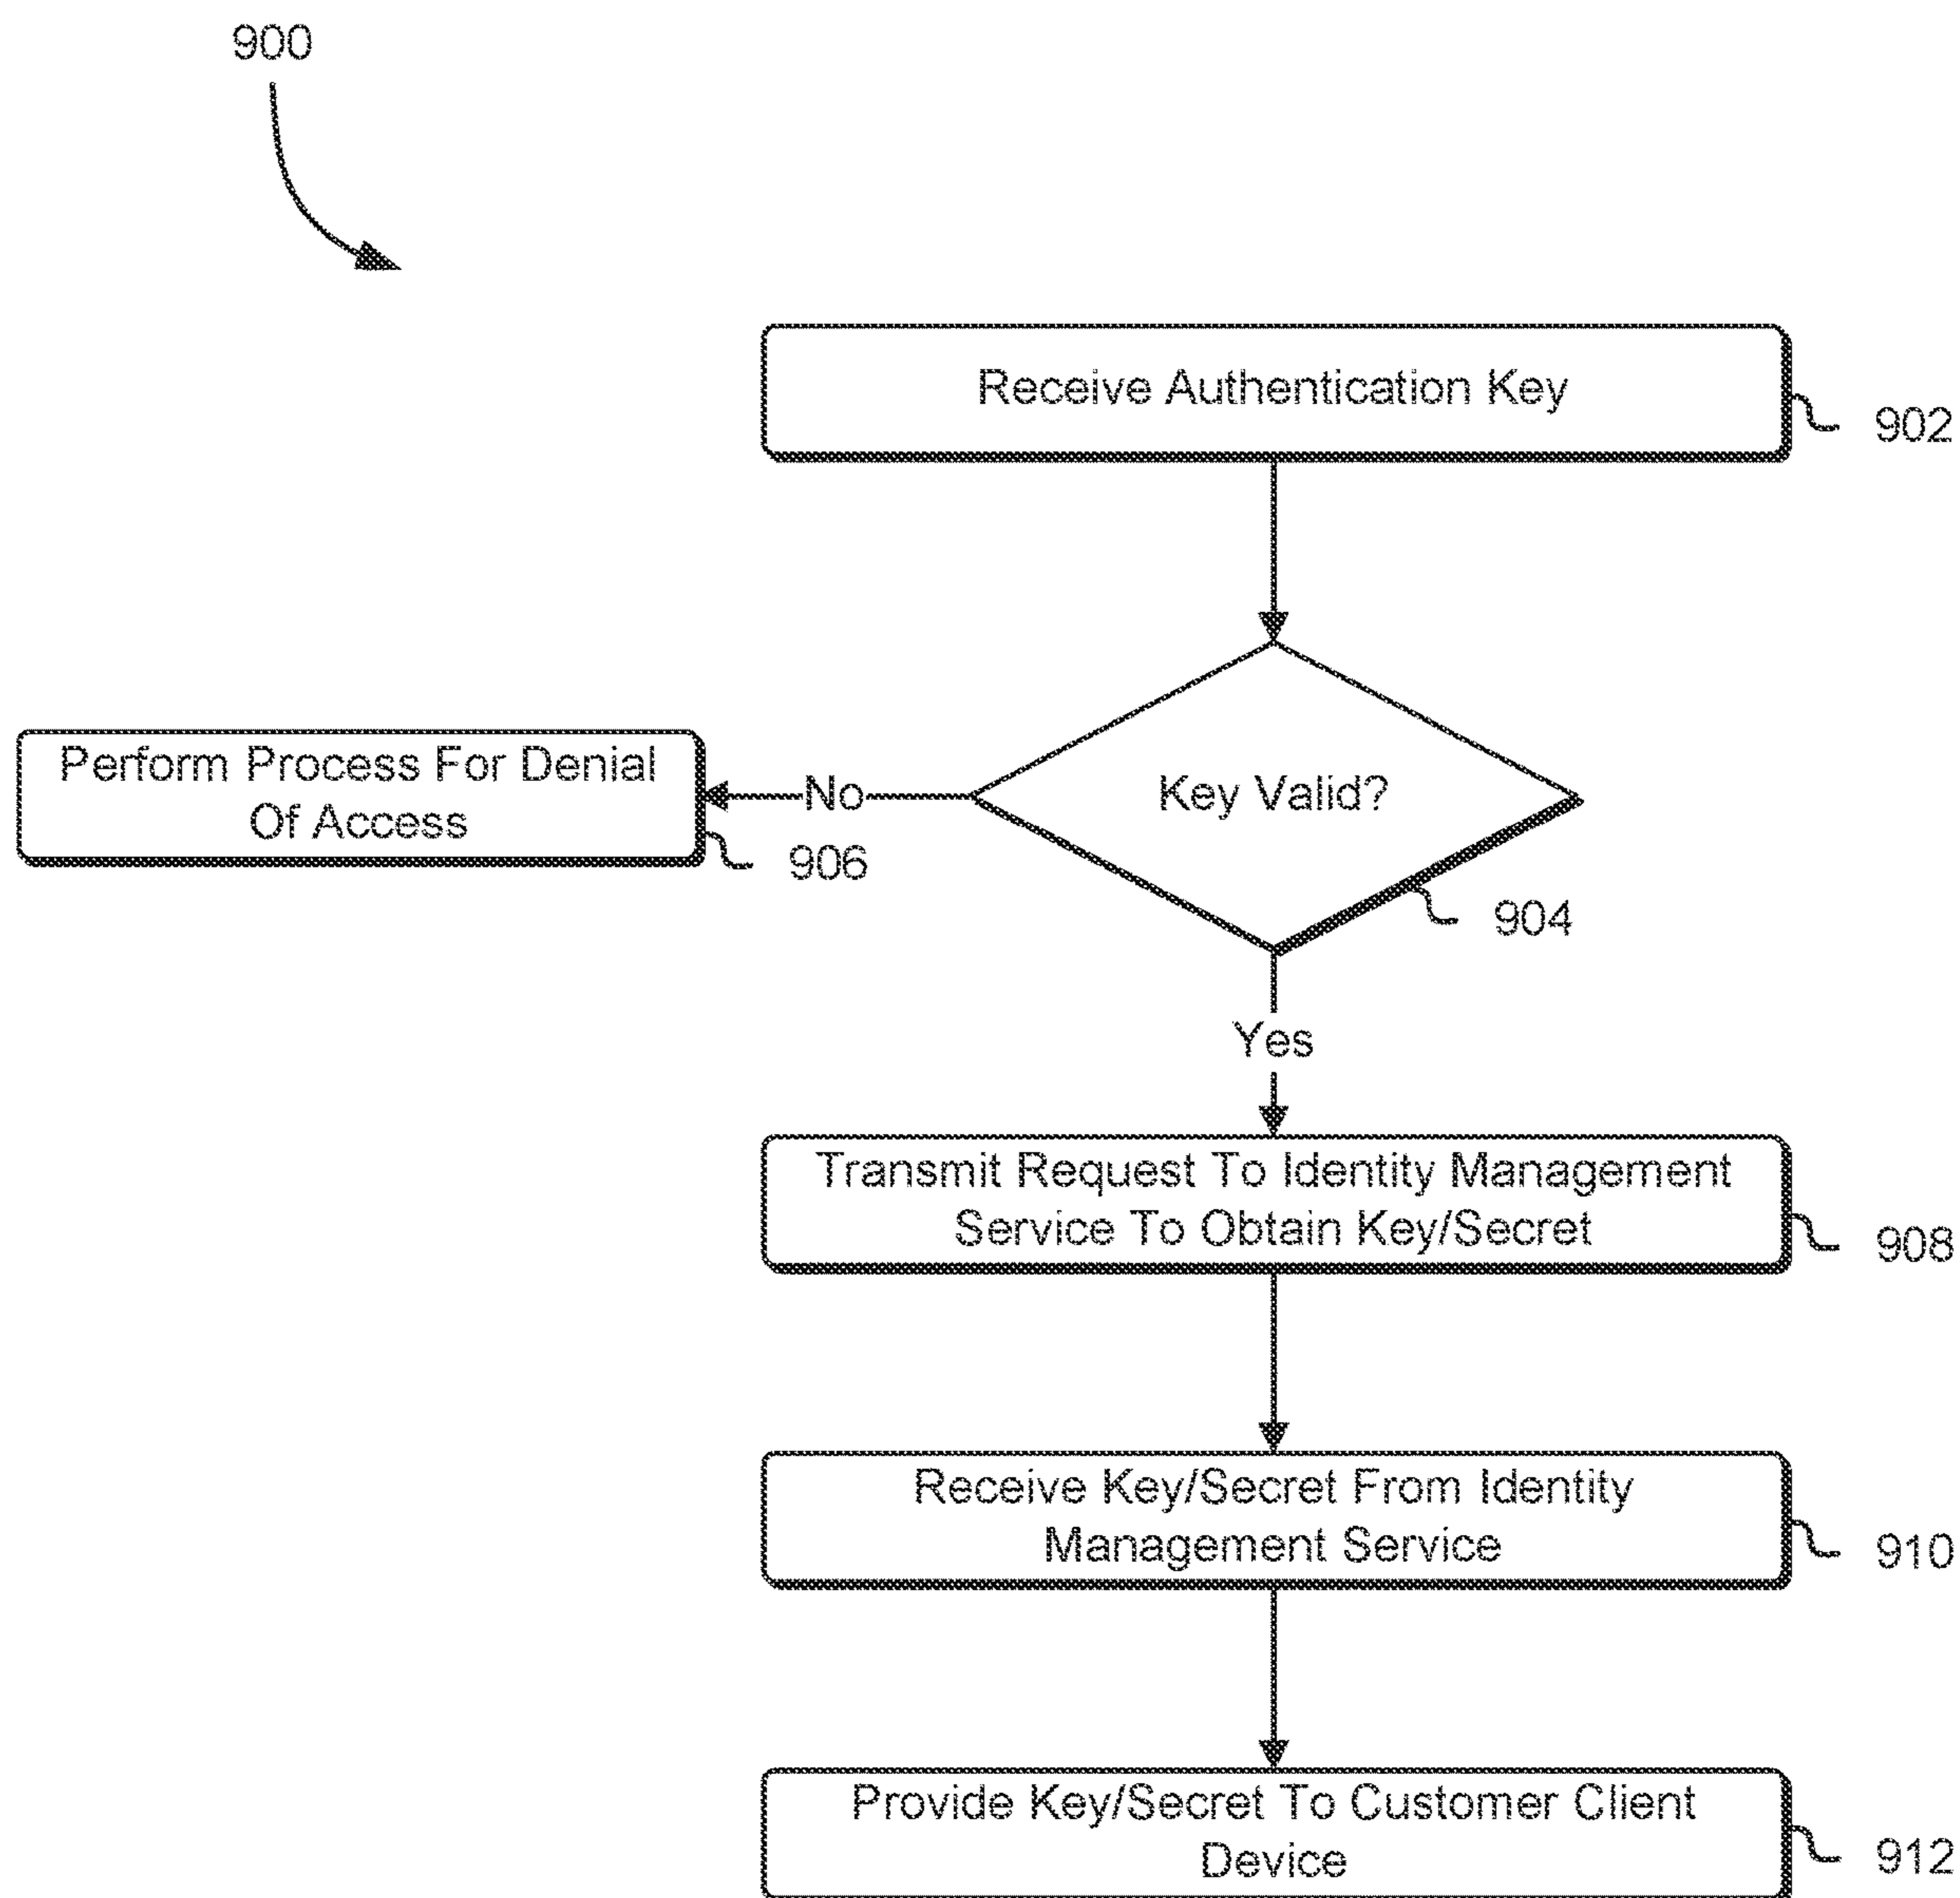 900
Receive Authentication Key
902
Key Valid?
904
No
Perform Process For Denial
Of Access
906
Yes
Transmit Request To Identity Management
Service To Obtain Key/Secret
908
Receive Key/Secret From Identity
Management Service
910
Provide Key/Secret To Customer Client
Device
912